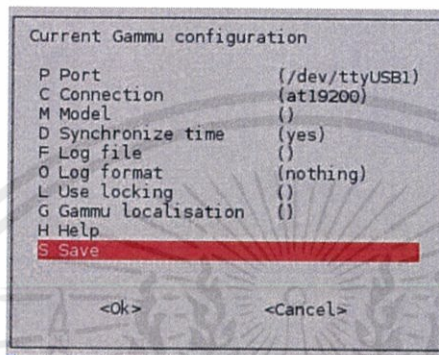 Current Gammu configuration
P Port (/dev/ttyUSB1)
C Connection (at19200)
M Model ()
D Synchronize time (yes)
F Log file ()
O Log format (nothing)
L Use locking ()
G Gammu localisation ()
H Help
S Save
<Ok> <Cancel>